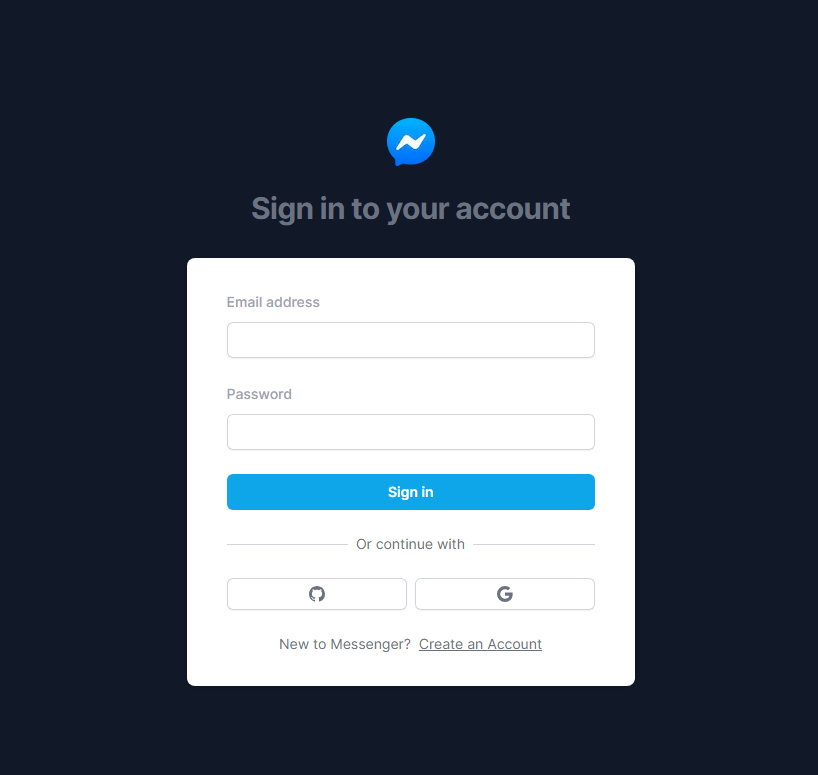 Sign in to your account
Email address
Password
Sign in
Or continue with
New to Messenger? Create an Account